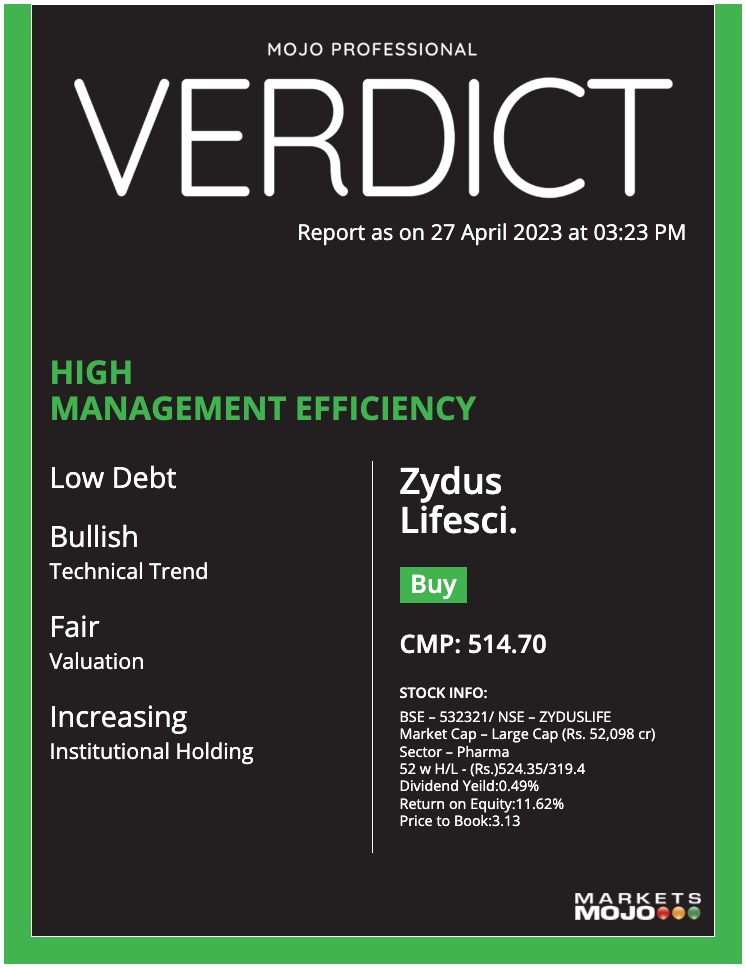 MOJO PROFESSIONAL
VERDICT
Report as on 27 April 2023 at 03:23 PM
HIGH
MANAGEMENT EFFICIENCY
Low Debt
Bullish
Technical Trend
Fair
Valuation
Increasing
Institutional Holding
Zydus
Lifesci.
Buy
CMP: 514.70
STOCK INFO:
BSE – 532321/ NSE – ZYDUSLIFE
Market Cap – Large Cap (Rs. 52,098 cr)
Sector – Pharma
52 w H/L - (Rs.)524.35/319.4
Dividend Yeild:0.49%
Return on Equity:11.62%
Price to Book:3.13
MARKETS
MOJO